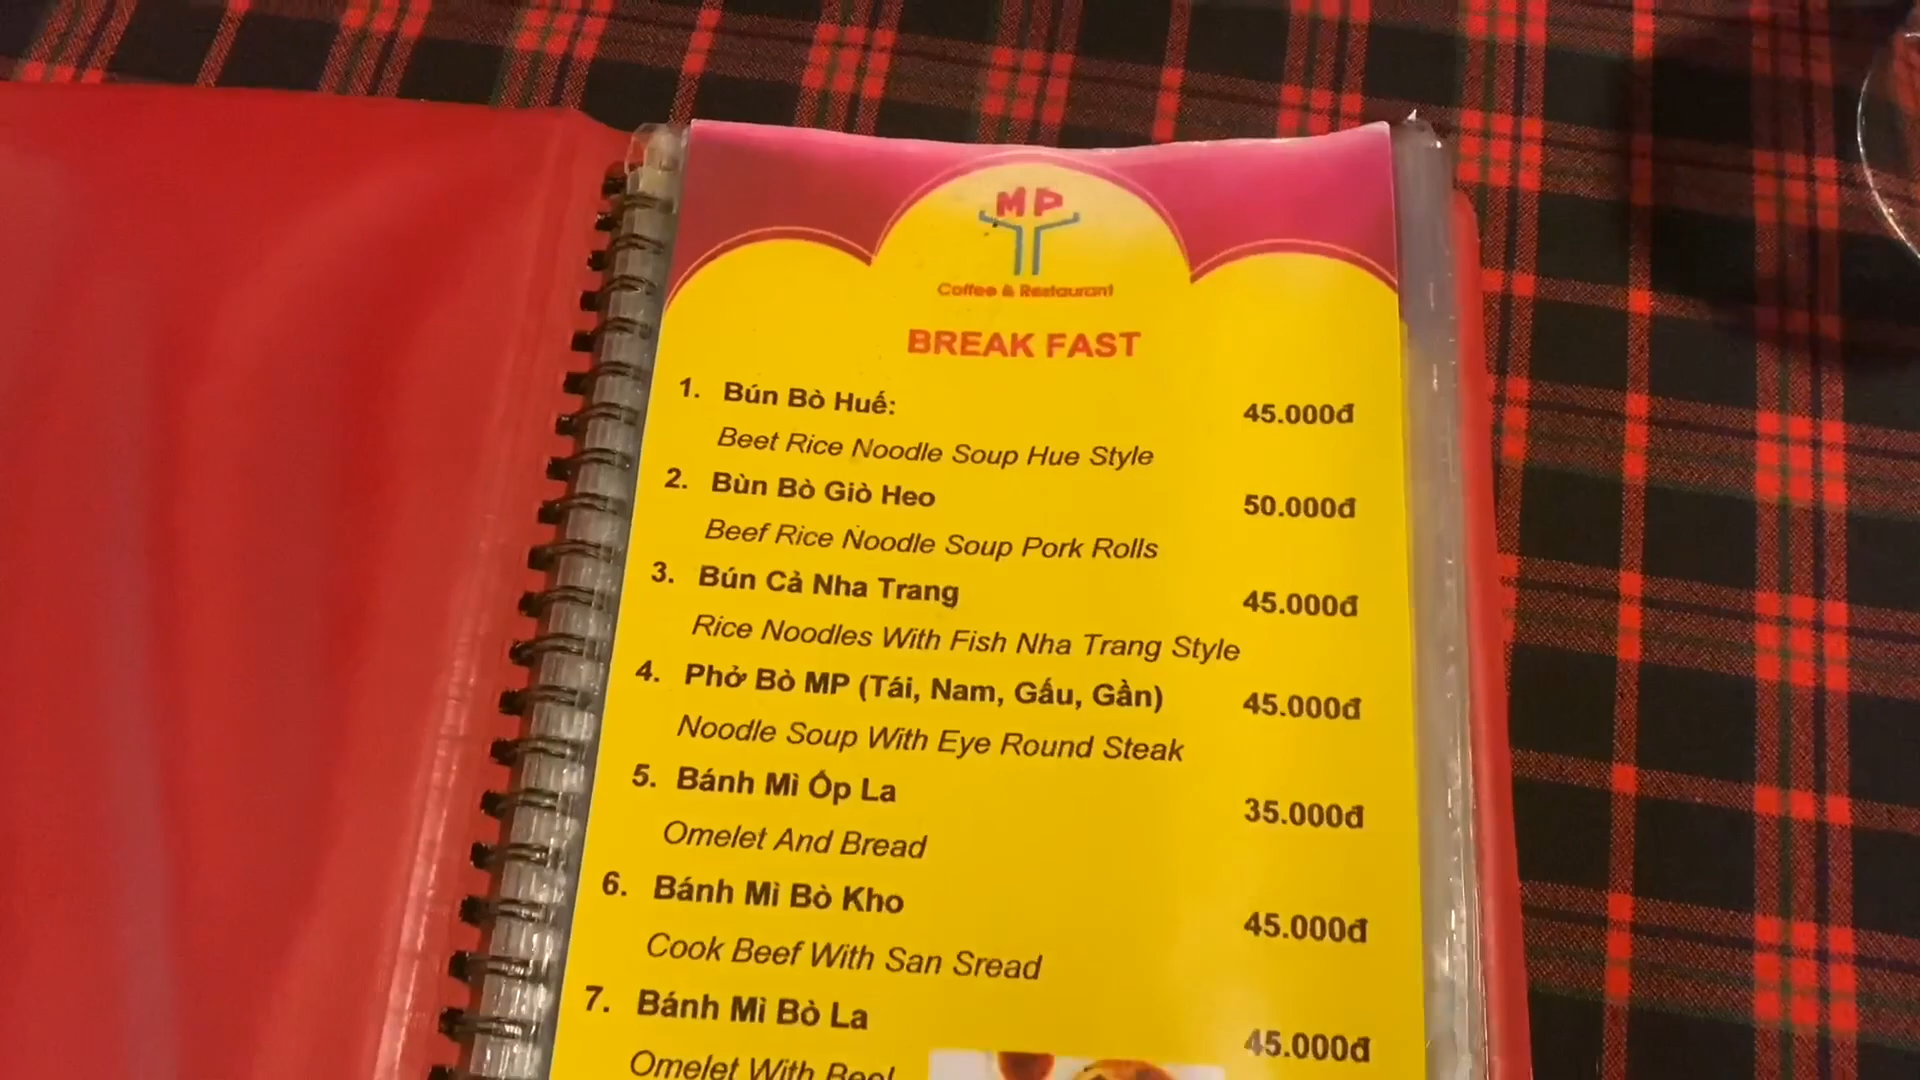 MP
Coffee & Restaurant
BREAK FAST
1. Bún Bò Huế: 45.000đ
Beet Rice Noodle Soup Hue Style
2. Bùn Bò Giò Heo 50.000đ
Beef Rice Noodle Soup Pork Rolls
3. Bún Cả Nha Trang 45.000đ
Rice Noodles With Fish Nha Trang Style
4. Phở Bò MP (Tái, Nam, Gấu, Gần) 45.000đ
Noodle Soup With Eye Round Steak
5. Bánh Mì Ốp La 35.000đ
Omelet And Bread
6. Bánh Mì Bò Kho 45.000đ
Cook Beef With San Sread
7. Bánh Mì Bò La 45.000đ
Omelet With